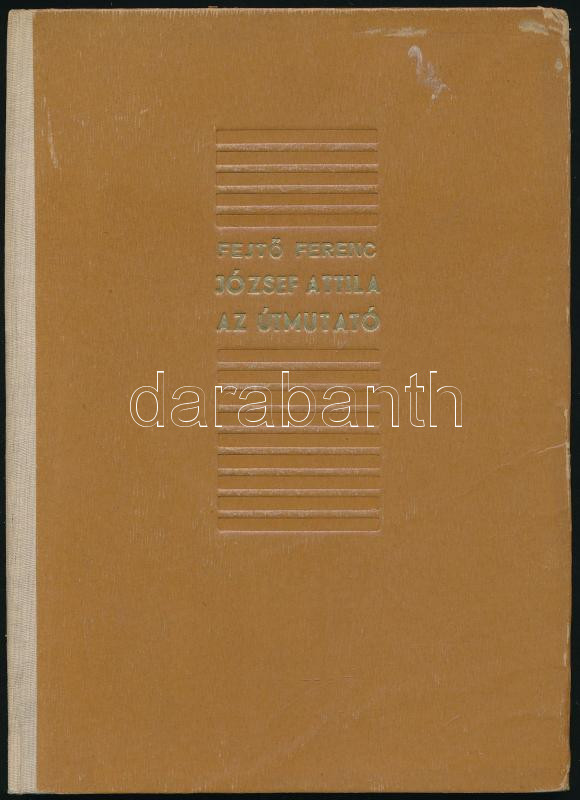 FEJTŐ FERENC
JÓZSEF ATTILA
AZ ÚTMUTATÓ
darabanth